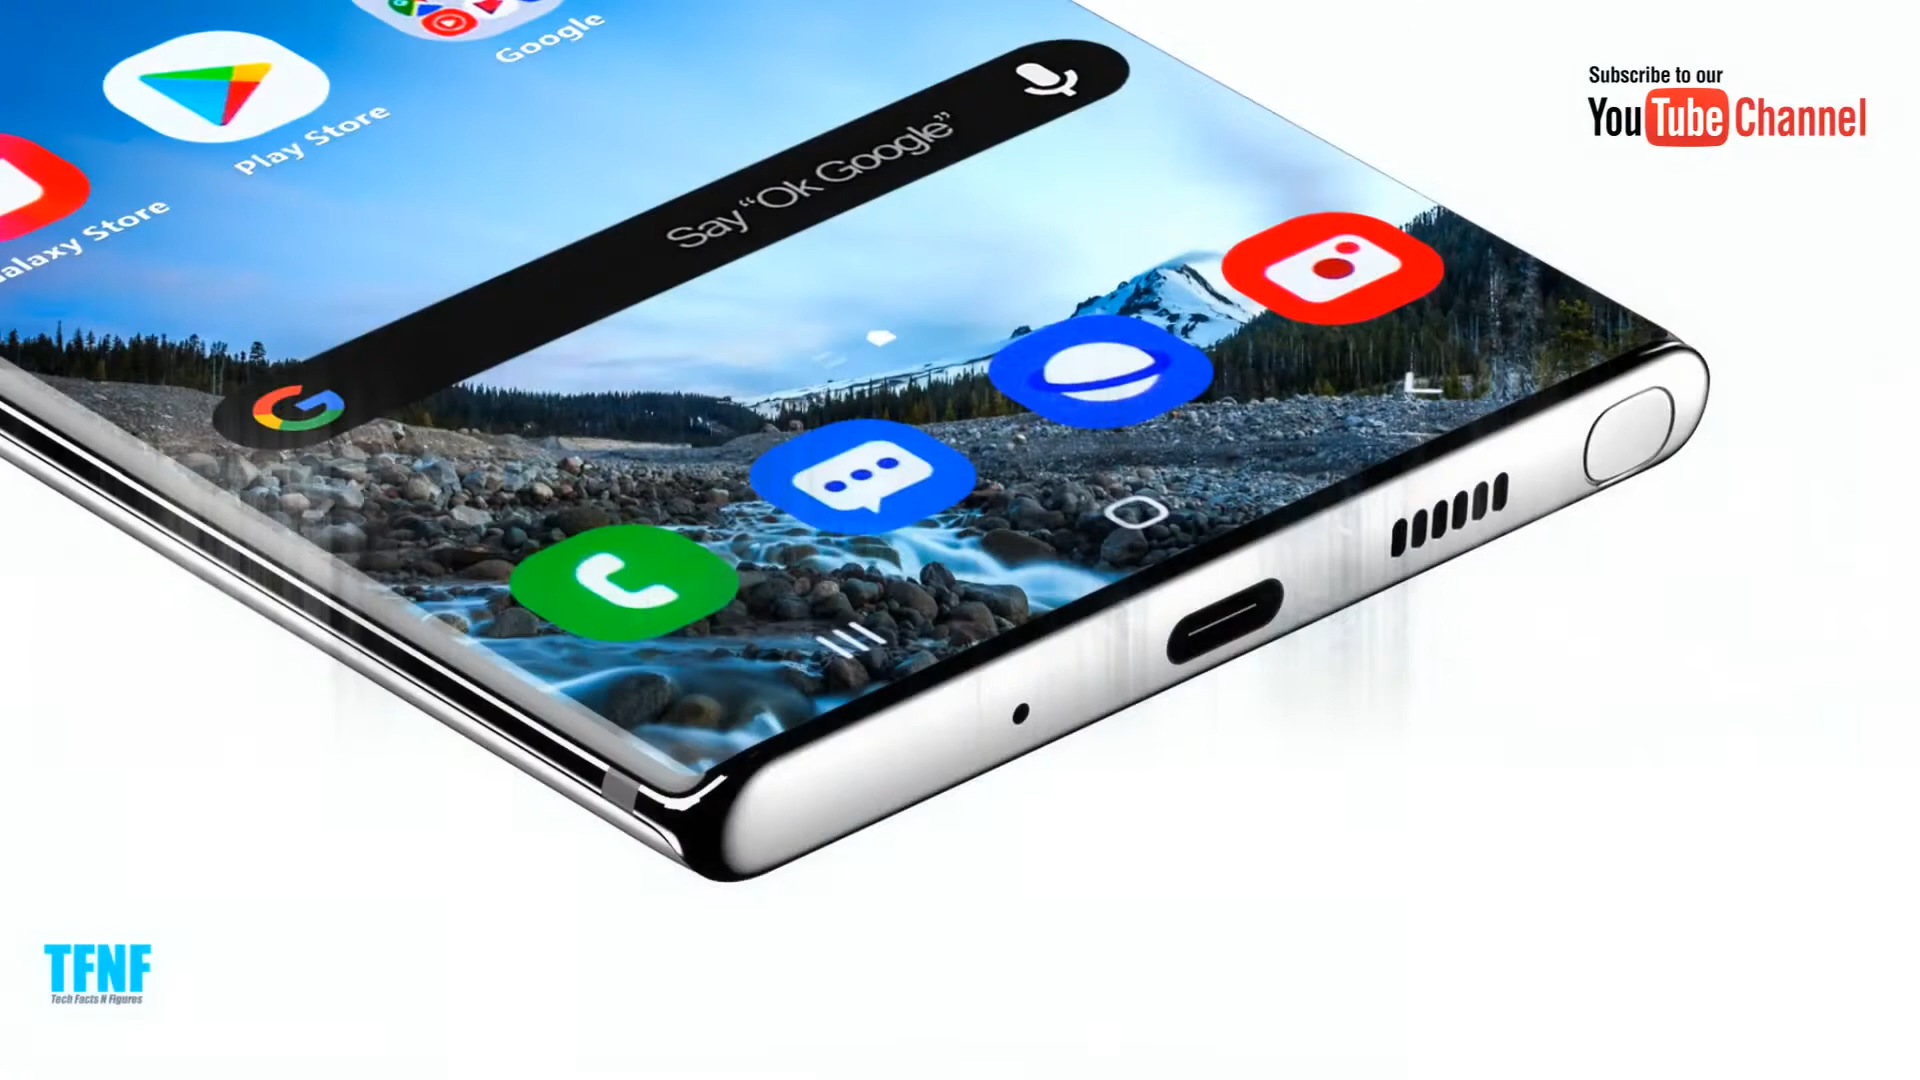 Google
Play Store
alaxy Store
Say “Ok Google”
Subscribe to our
YouTube Channel
TFNF
Tech Facts N Figures